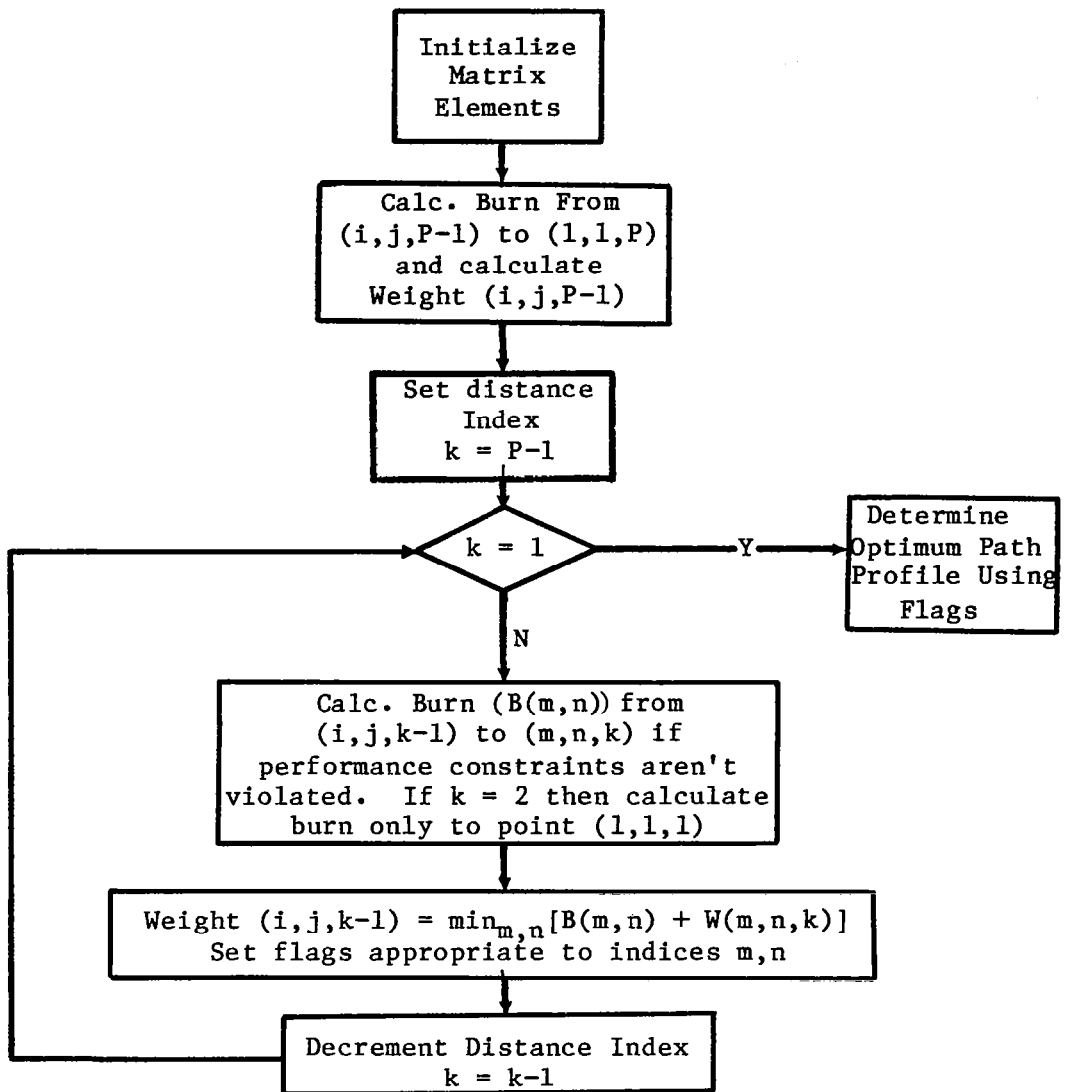 Initialize
Matrix
Elements
Calc. Burn From
(i,j,P-1) to (1,1,P)
and calculate
Weight (i,j,P-1)
Set distance
Index
k = P-1
k = 1
Y
Determine
Optimum Path
Profile Using
Flags
N
Calc. Burn (B(m,n)) from
(i,j,k-1) to (m,n,k) if
performance constraints aren't
violated. If k = 2 then calculate
burn only to point (1,1,1)
Weight (i,j,k-1) = min_{m,n}[B(m,n) + W(m,n,k)]
Set flags appropriate to indices m,n
Decrement Distance Index
k = k-1